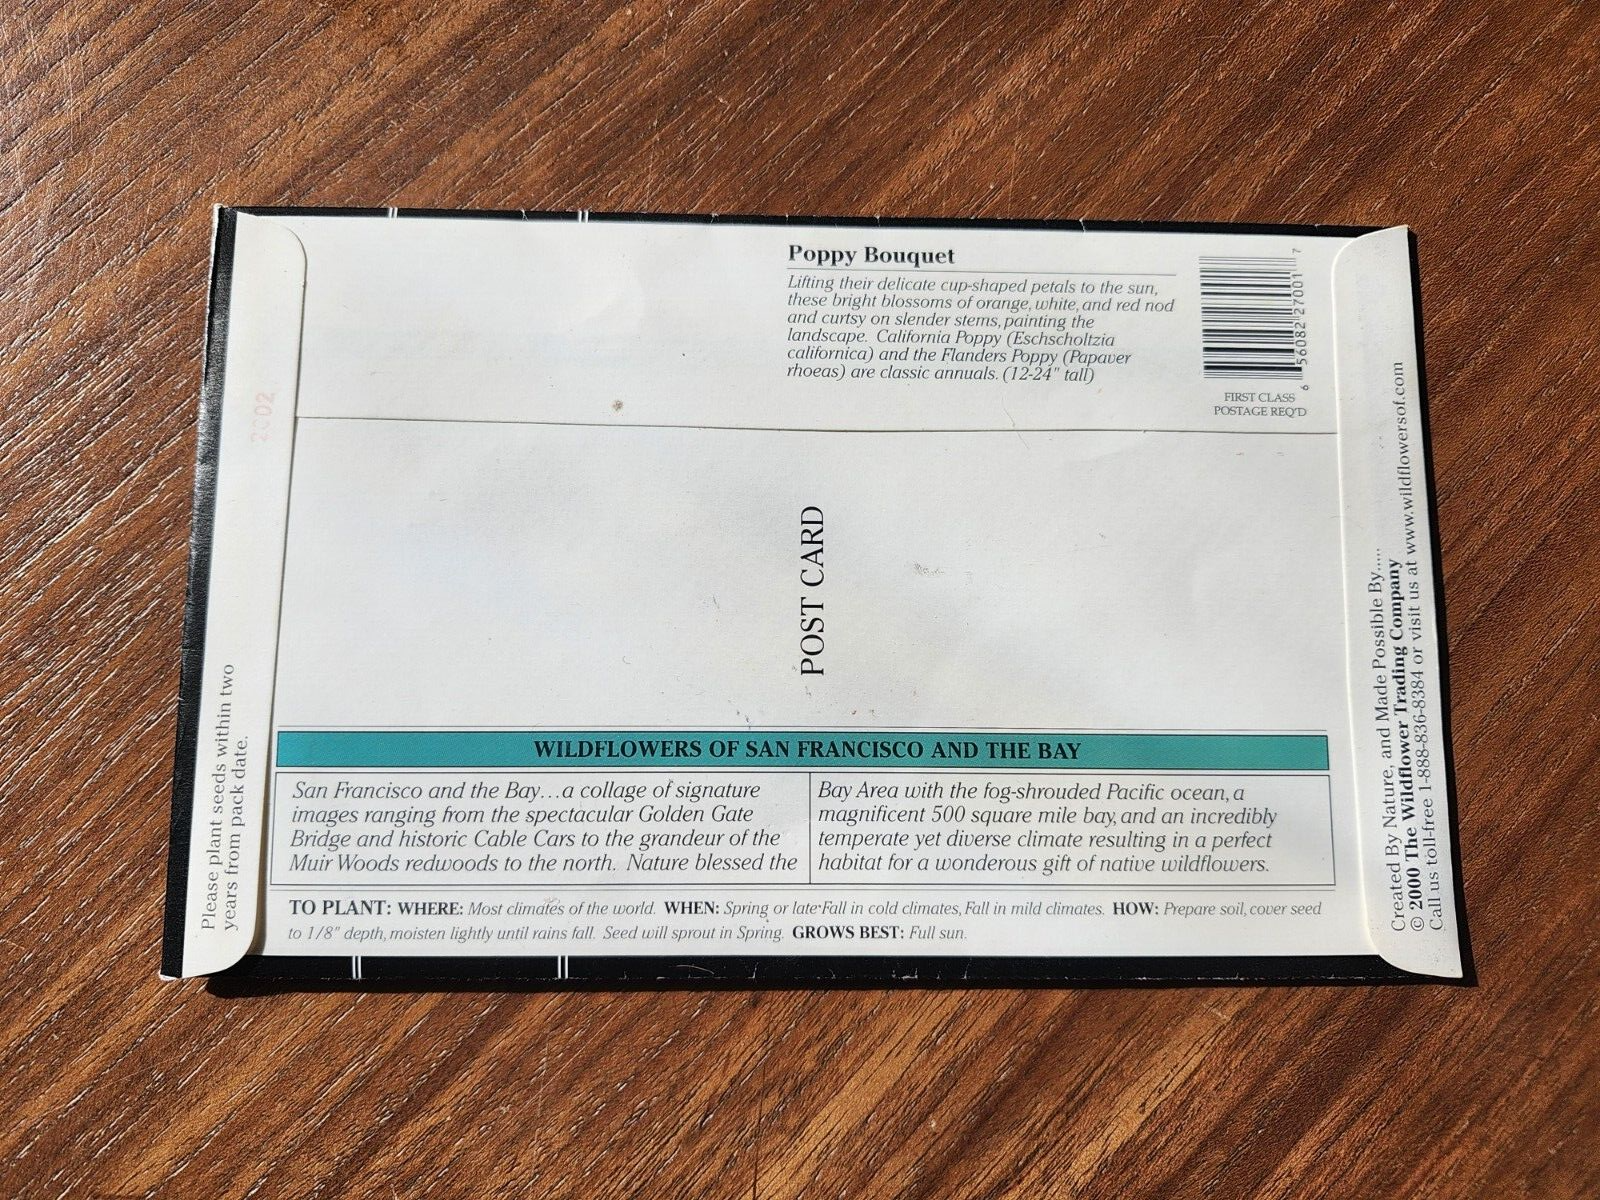 Poppy Bouquet
Lifting their delicate cup-shaped petals to the sun,
these bright blossoms of orange, white, and red nod
and curtsy on slender stems, painting the
landscape. California Poppy (Eschscholtzia
californica) and the Flanders Poppy (Papaver
rhoeas) are classic annuals. (12-24" tall)
6 56082 27001 7
FIRST CLASS
POSTAGE REQ'D
2002
Please plant seeds within two
years from pack date.
POST CARD
WILDFLOWERS OF SAN FRANCISCO AND THE BAY
San Francisco and the Bay...a collage of signature
images ranging from the spectacular Golden Gate
Bridge and historic Cable Cars to the grandeur of the
Muir Woods redwoods to the north. Nature blessed the
Bay Area with the fog-shrouded Pacific ocean, a
magnificent 500 square mile bay, and an incredibly
temperate yet diverse climate resulting in a perfect
habitat for a wonderous gift of native wildflowers.
TO PLANT: WHERE: Most climates of the world. WHEN: Spring or late Fall in cold climates, Fall in mild climates. HOW: Prepare soil, cover seed
to 1/8" depth, moisten lightly until rains fall. Seed will sprout in Spring. GROWS BEST: Full sun.
Created By Nature, and Made Possible By.....
© 2000 The Wildflower Trading Company
Call us toll-free 1-888-836-8384 or visit us at www.wildflowersof.com